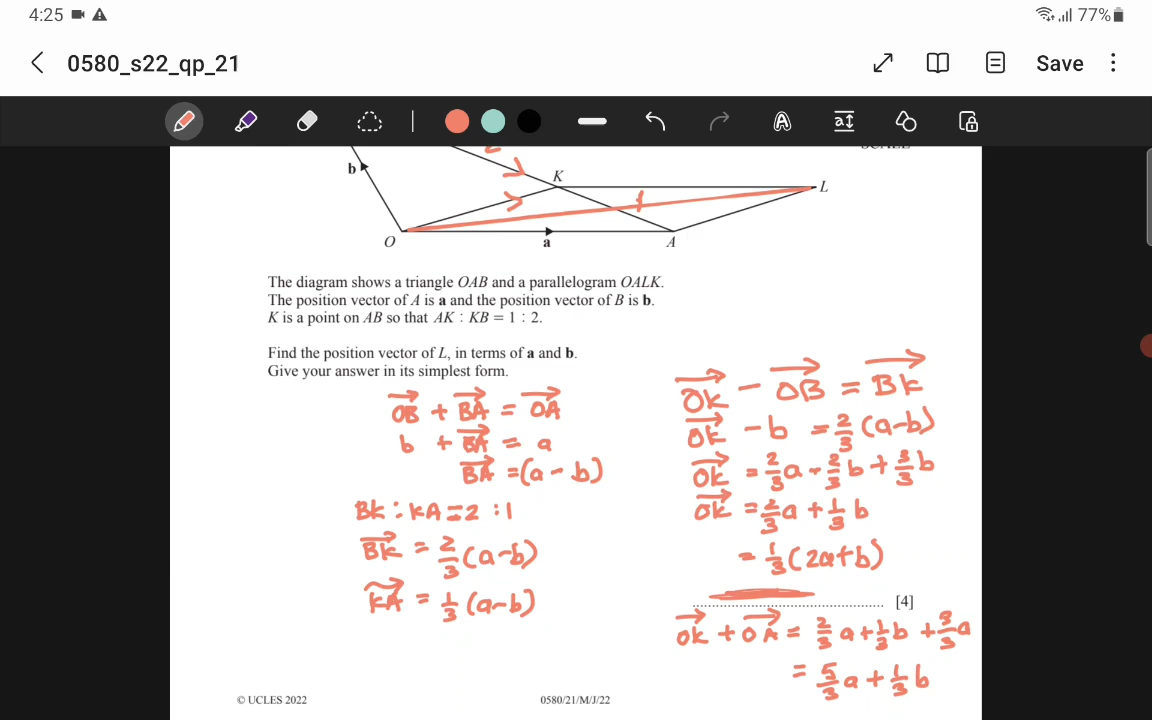 4:25
77%
0580_s22_qp_21
Save
b
K
L
O
a
A
The diagram shows a triangle OAB and a parallelogram OALK.
The position vector of A is a and the position vector of B is b.
K is a point on AB so that AK : KB = 1 : 2.
Find the position vector of L, in terms of a and b.
Give your answer in its simplest form.
OB + BA = OA
b + BA = a
BA = (a - b)
BK : KA = 2 : 1
BK = 2/3 (a-b)
KA = 1/3 (a-b)
OK - OB = BK
OK - b = 2/3 (a-b)
OK = 2/3 a - 2/3 b + 3/3 b
OK = 2/3 a + 1/3 b
= 1/3 (2a+b)
[4]
OK + OA = 2/3 a + 1/3 b + 3/3 a
= 5/3 a + 1/3 b
© UCLES 2022
0580/21/M/J/22